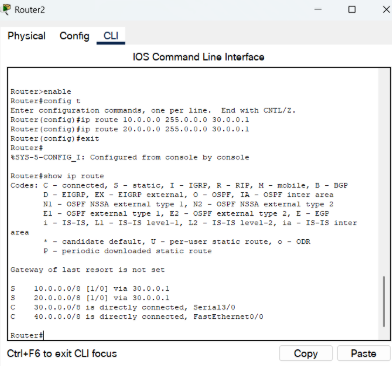 Router2
Physical Config CLI
IOS Command Line Interface
Router>enable
Router#config t
Enter configuration commands, one per line. End with CNTL/Z.
Router(config)#ip route 10.0.0.0 255.0.0.0 30.0.0.1
Router(config)#ip route 20.0.0.0 255.0.0.0 30.0.0.1
Router(config)#exit
Router#
%SYS-5-CONFIG_I: Configured from console by console
Router#show ip route
Codes: C - connected, S - static, I - IGRP, R - RIP, M - mobile, B - BGP
D - EIGRP, EX - EIGRP external, O - OSPF, IA - OSPF inter area
N1 - OSPF NSSA external type 1, N2 - OSPF NSSA external type 2
E1 - OSPF external type 1, E2 - OSPF external type 2, E - EGP
i - IS-IS, L1 - IS-IS level-1, L2 - IS-IS level-2, ia - IS-IS inter
area
* - candidate default, U - per-user static route, o - ODR
P - periodic downloaded static route
Gateway of last resort is not set
S 10.0.0.0/8 [1/0] via 30.0.0.1
S 20.0.0.0/8 [1/0] via 30.0.0.1
C 30.0.0.0/8 is directly connected, Serial3/0
C 40.0.0.0/8 is directly connected, FastEthernet0/0
Router#
Ctrl+F6 to exit CLI focus
Copy Paste